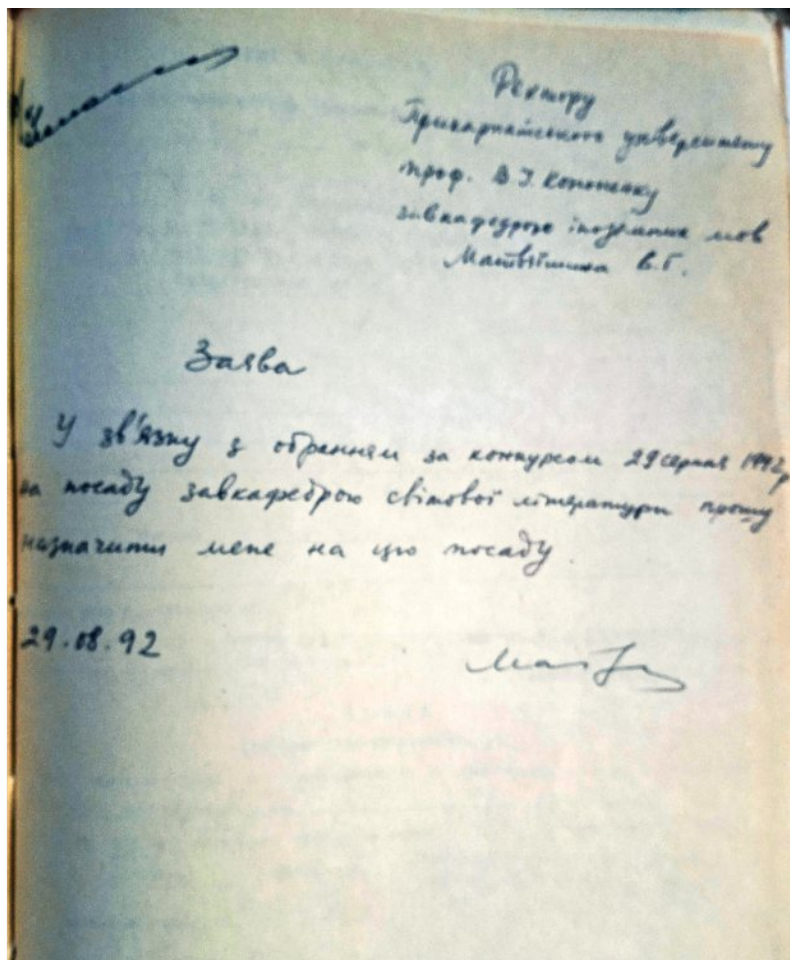 Ректору
Прикарпатського університету
проф. В.І. Кононенку
завкафедрою іноземних мов
Матвіїшина В.Г.
Заява
У зв'язку з обранням за конкурсом 29 серпня 1992 р
на посаду завкафедрою світової літератури прошу
назначити мене на цю посаду.
29.08.92